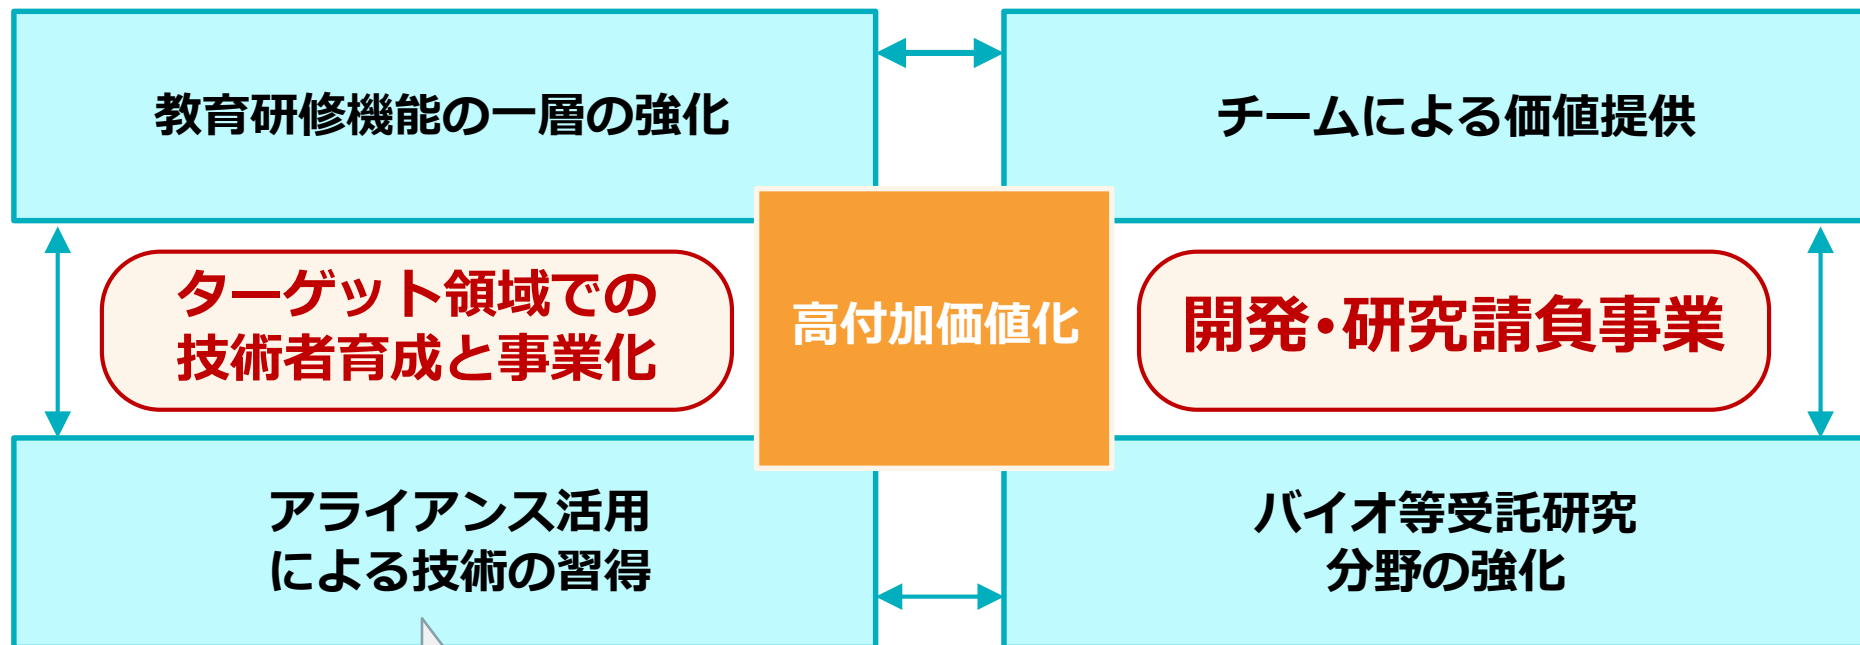 教育研修機能の一層の強化
チームによる価値提供
ターゲット領域での
技術者育成と事業化
高付加価値化
開発・研究請負事業
アライアンス活用
による技術の習得
バイオ等受託研究
分野の強化